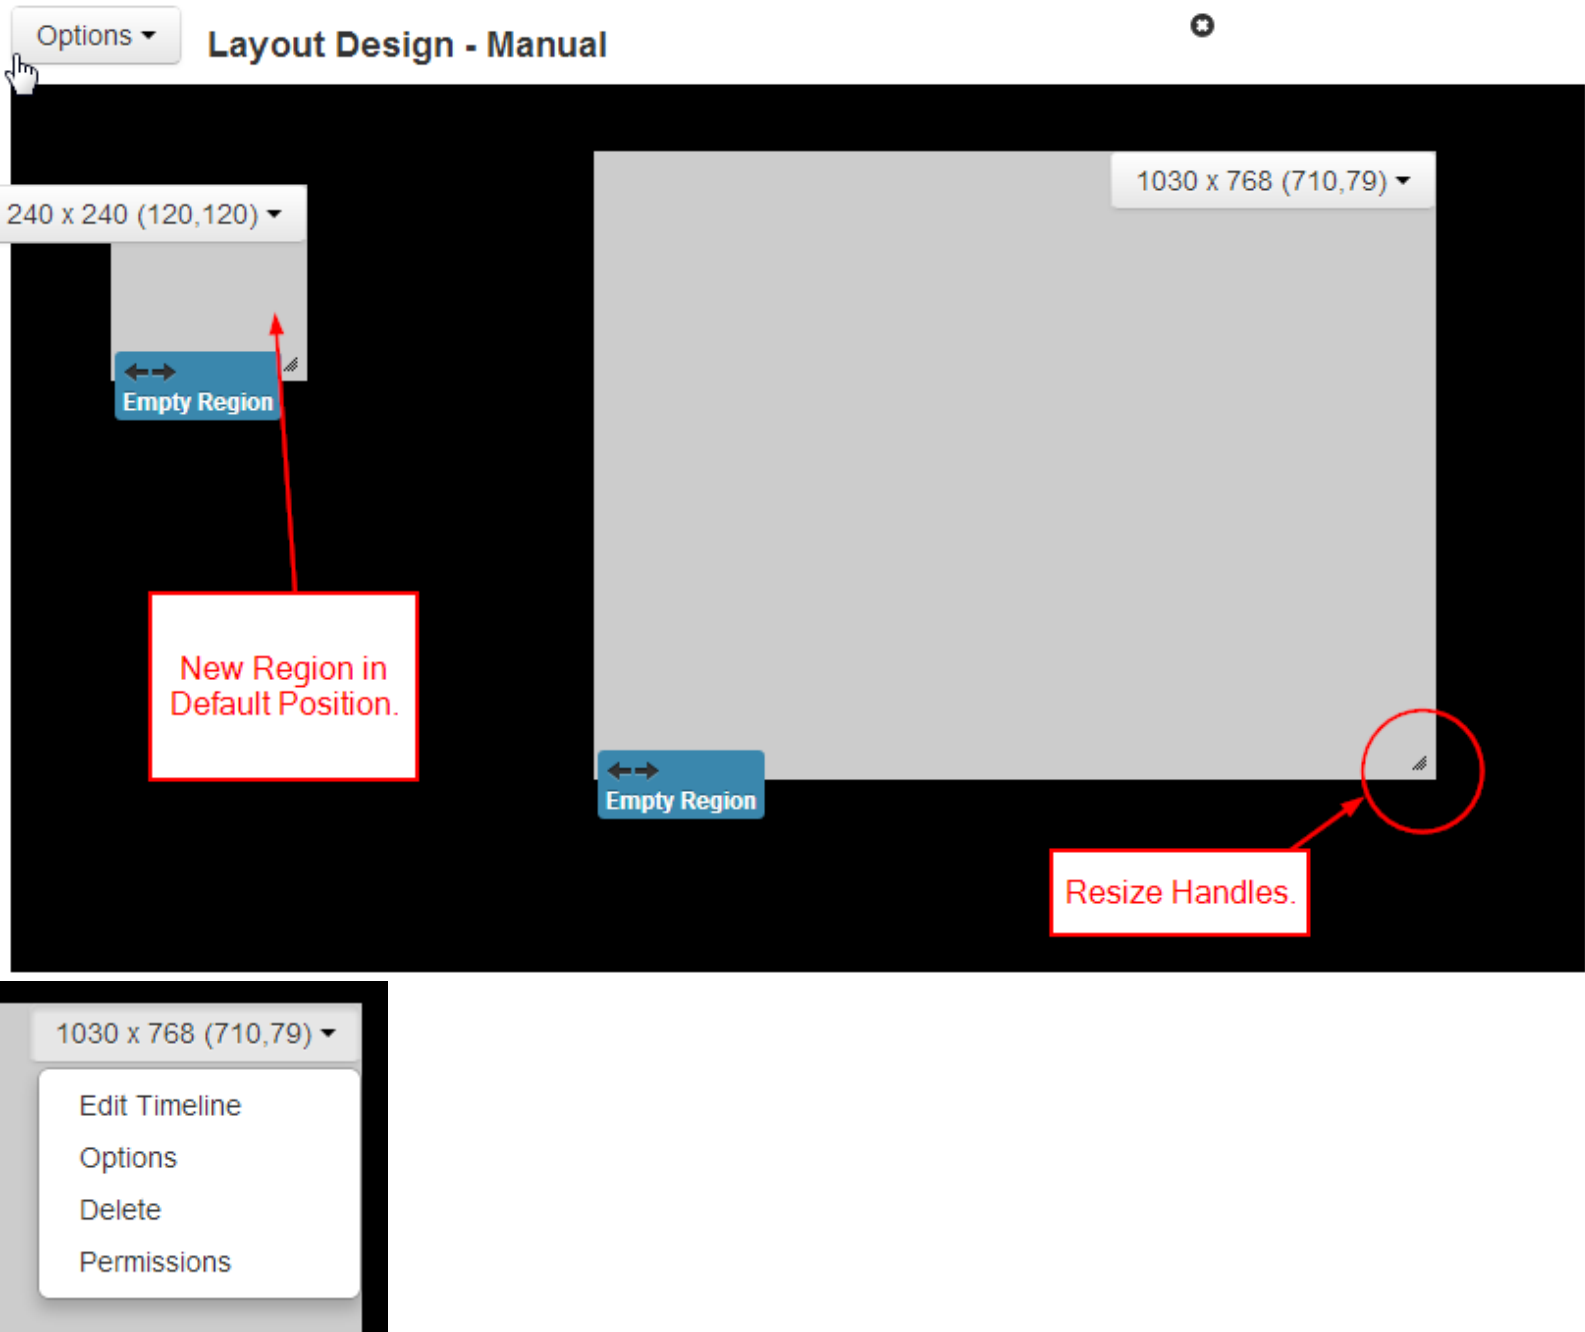 Options
Layout Design - Manual
1030 x 768 (710,79)
240 x 240 (120,120)
Empty Region
New Region in
Default Position.
Empty Region
Resize Handles.
1030 x 768 (710,79)
Edit Timeline
Options
Delete
Permissions